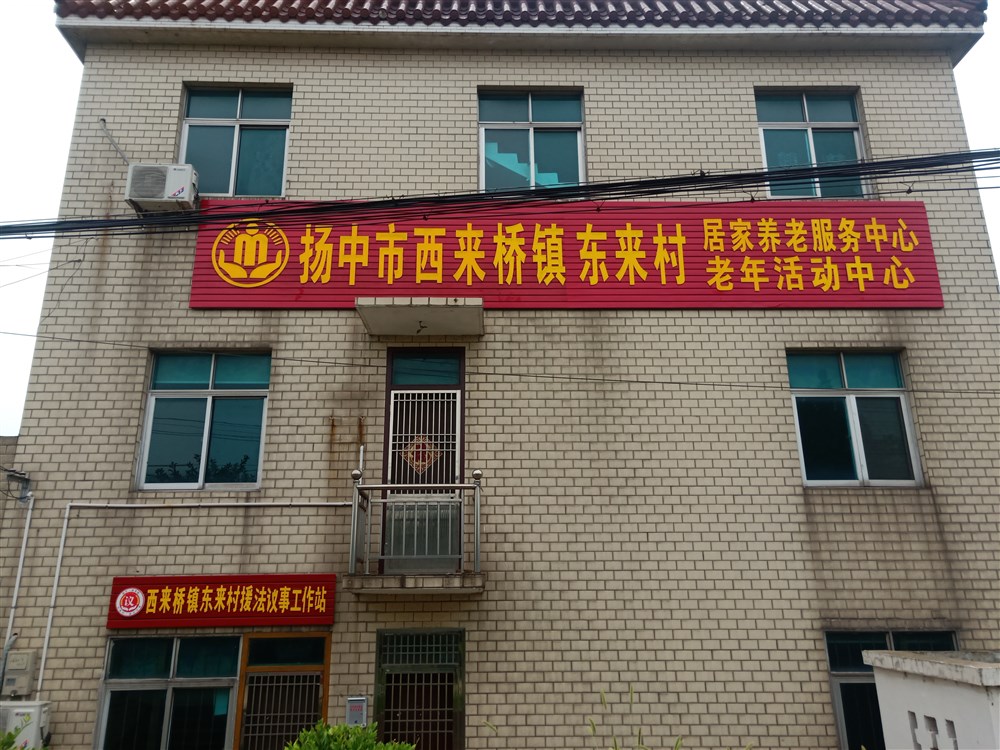 扬中市西来桥镇 东来村
居家养老服务中心
老年活动中心
议
西来桥镇东来村援法议事工作站